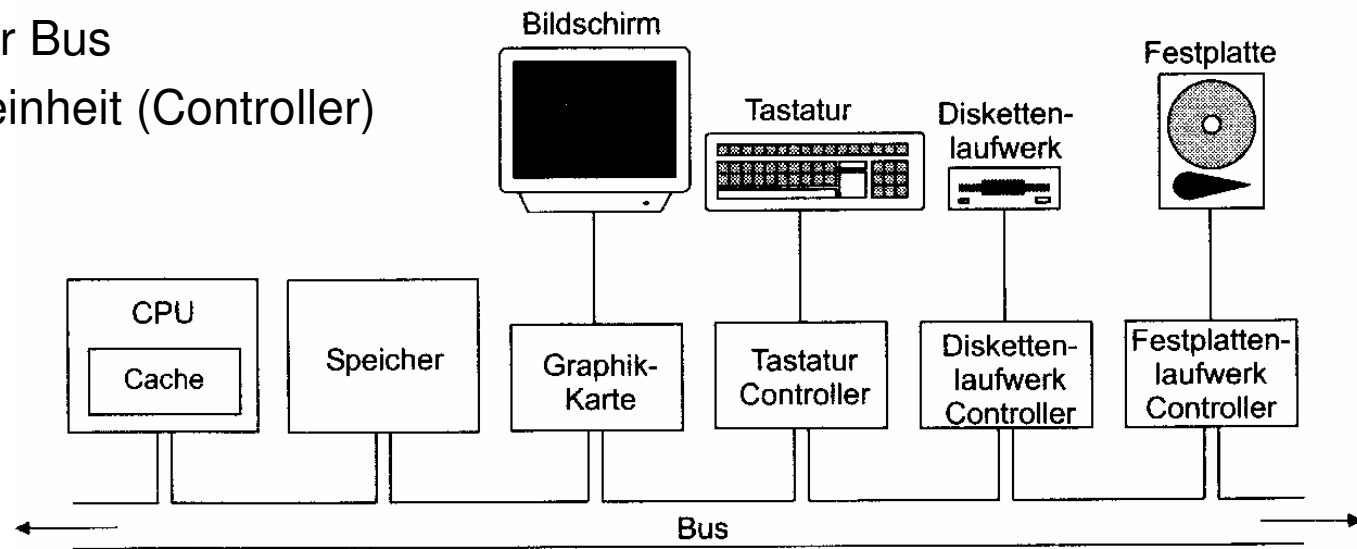 r Bus
einheit (Controller)
Bildschirm
Tastatur
Disketten-
laufwerk
Festplatte
CPU
Cache
Speicher
Graphik-
Karte
Tastatur
Controller
Disketten-
laufwerk
Controller
Festplatten-
laufwerk
Controller
Bus